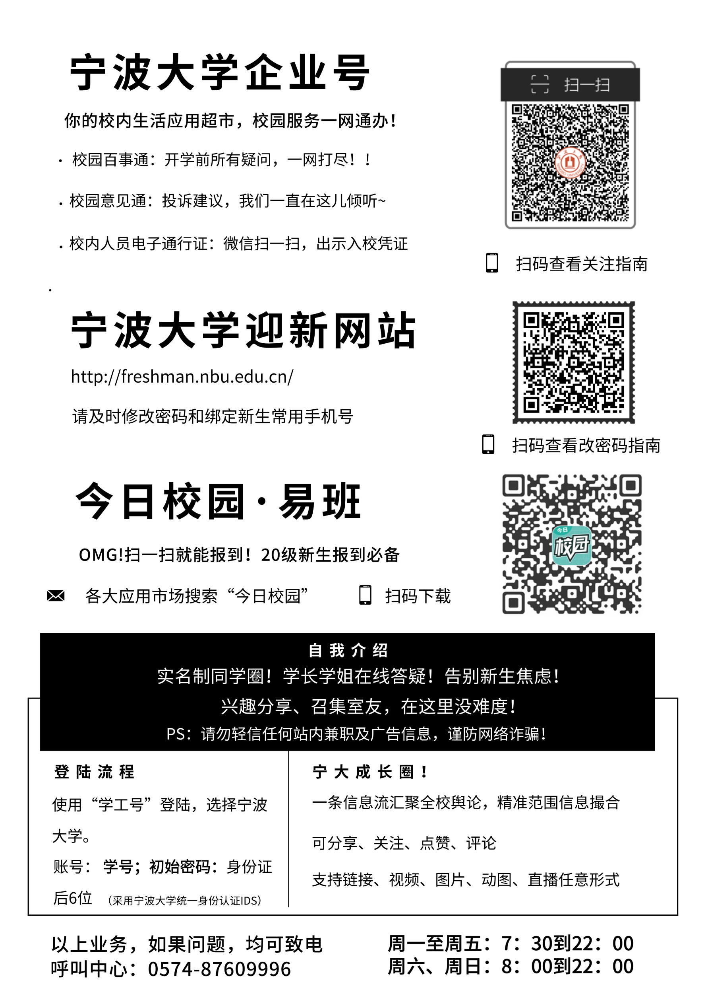 宁波大学企业号
你的校内生活应用超市，校园服务一网通办！
· 校园百事通：开学前所有疑问，一网打尽！！
· 校园意见通：投诉建议，我们一直在这儿倾听~
· 校内人员电子通行证：微信扫一扫，出示入校凭证
·
扫一扫
宁波大学
NINGBO UNIVERSITY
扫码查看关注指南
宁波大学迎新网站
http://freshman.nbu.edu.cn/
请及时修改密码和绑定新生常用手机号
扫码查看改密码指南
今日校园·易班
OMG!扫一扫就能报到！20级新生报到必备
各大应用市场搜索“今日校园”
扫码下载
今日
校园
自我介绍
实名制同学圈！学长学姐在线答疑！告别新生焦虑！
兴趣分享、召集室友，在这里没难度！
PS：请勿轻信任何站内兼职及广告信息，谨防网络诈骗！
登陆流程
使用“学工号”登陆，选择宁波
大学。
账号：学号；初始密码：身份证
后6位 （采用宁波大学统一身份认证IDS）
宁大成长圈！
一条信息流汇聚全校舆论，精准范围信息撮合
可分享、关注、点赞、评论
支持链接、视频、图片、动图、直播任意形式
以上业务，如果问题，均可致电
呼叫中心：0574-87609996
周一至周五：7：30到22：00
周六、周日：8：00到22：00